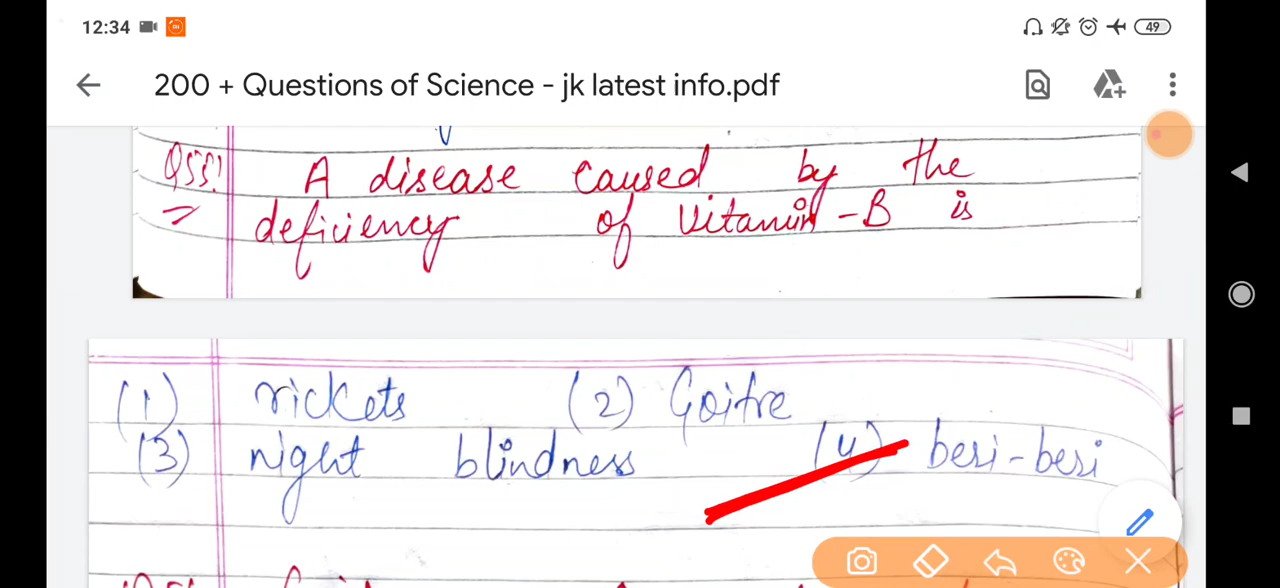 12:34
49
200 + Questions of Science - jk latest info.pdf
Q55! A disease caused by the
deficiency of Vitamin -B is
(1) rickets (2) Goitre
(3) night blindness (4) beri-beri